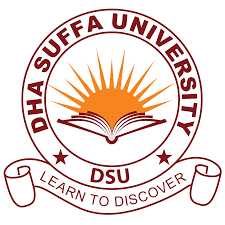 DHA SUFFA UNIVERSITY
DSU
LEARN TO DISCOVER